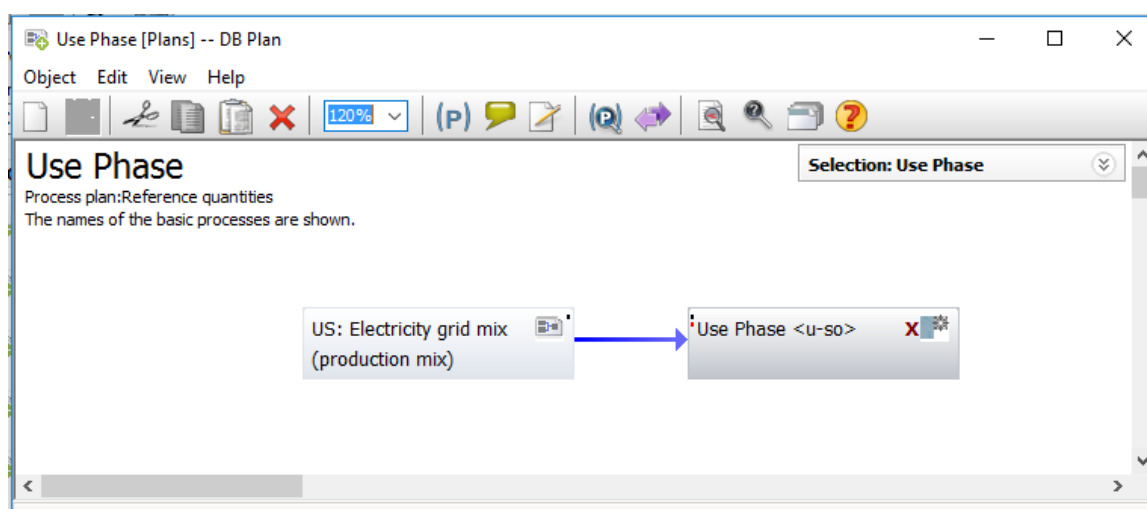 Use Phase [Plans] -- DB Plan
Object Edit View Help
120% (P) (P)
Use Phase
Selection: Use Phase
Process plan:Reference quantities
The names of the basic processes are shown.
US: Electricity grid mix
(production mix)
Use Phase <u-so> X